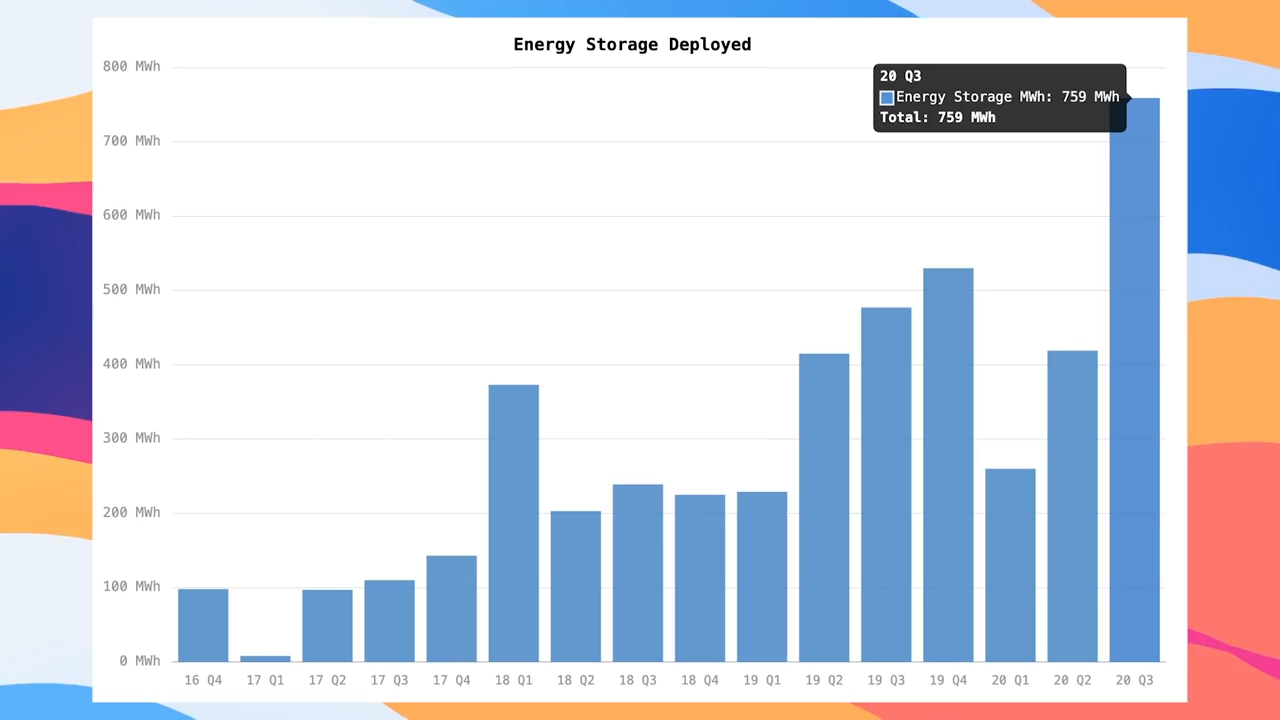 Energy Storage Deployed
800 MWh
700 MWh
600 MWh
500 MWh
400 MWh
300 MWh
200 MWh
100 MWh
0 MWh
20 Q3
Energy Storage MWh: 759 MWh
Total: 759 MWh
16 Q4 17 Q1 17 Q2 17 Q3 17 Q4 18 Q1 18 Q2 18 Q3 18 Q4 19 Q1 19 Q2 19 Q3 19 Q4 20 Q1 20 Q2 20 Q3